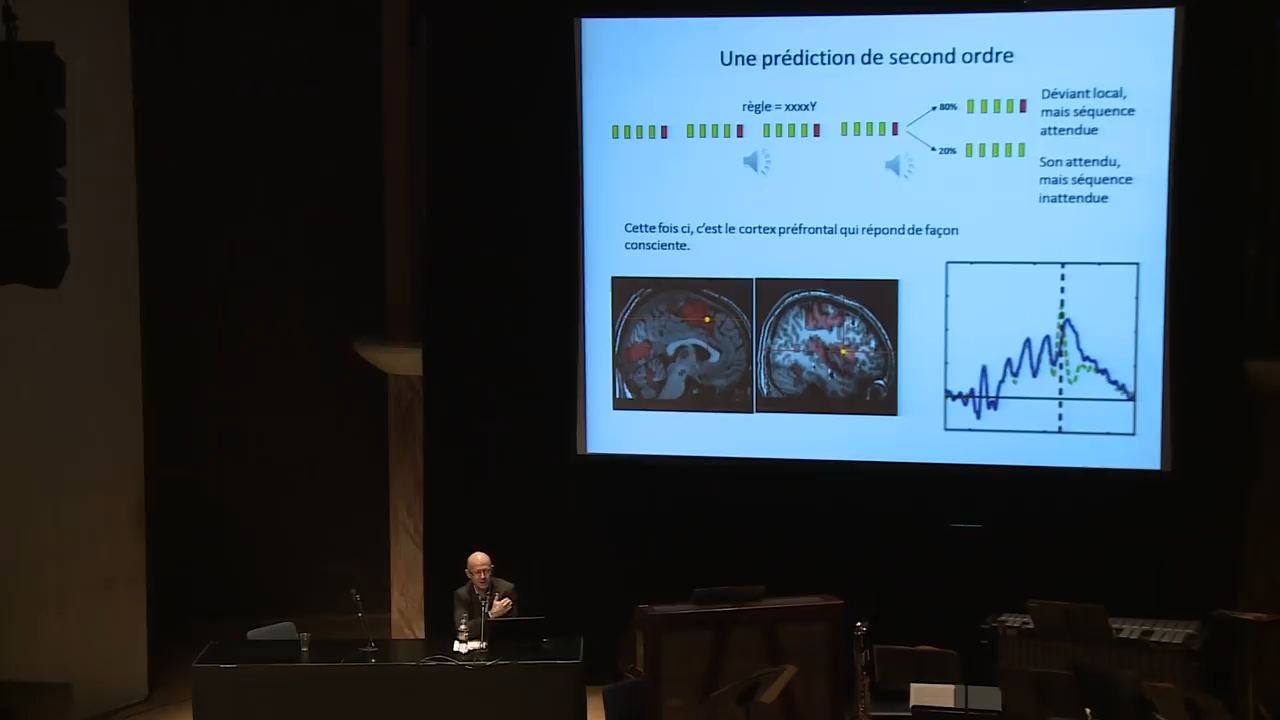 Une prédiction de second ordre
règle = xxxxY
80%
Déviant local,
mais séquence
attendue
20%
Son attendu,
mais séquence
inattendue
Cette fois ci, c'est le cortex préfrontal qui répond de façon
consciente.